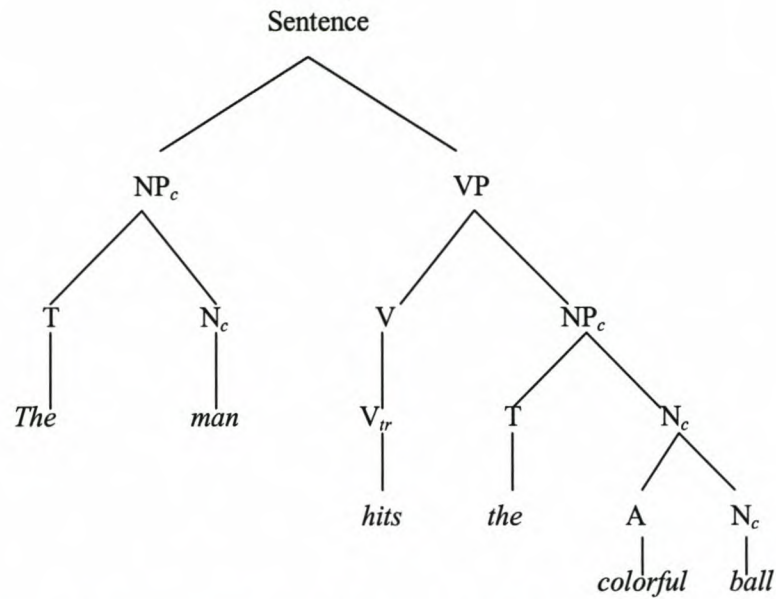 Sentence
NPc VP
T Nc V NPc
The man Vtr T Nc
hits the A Nc
colorful ball